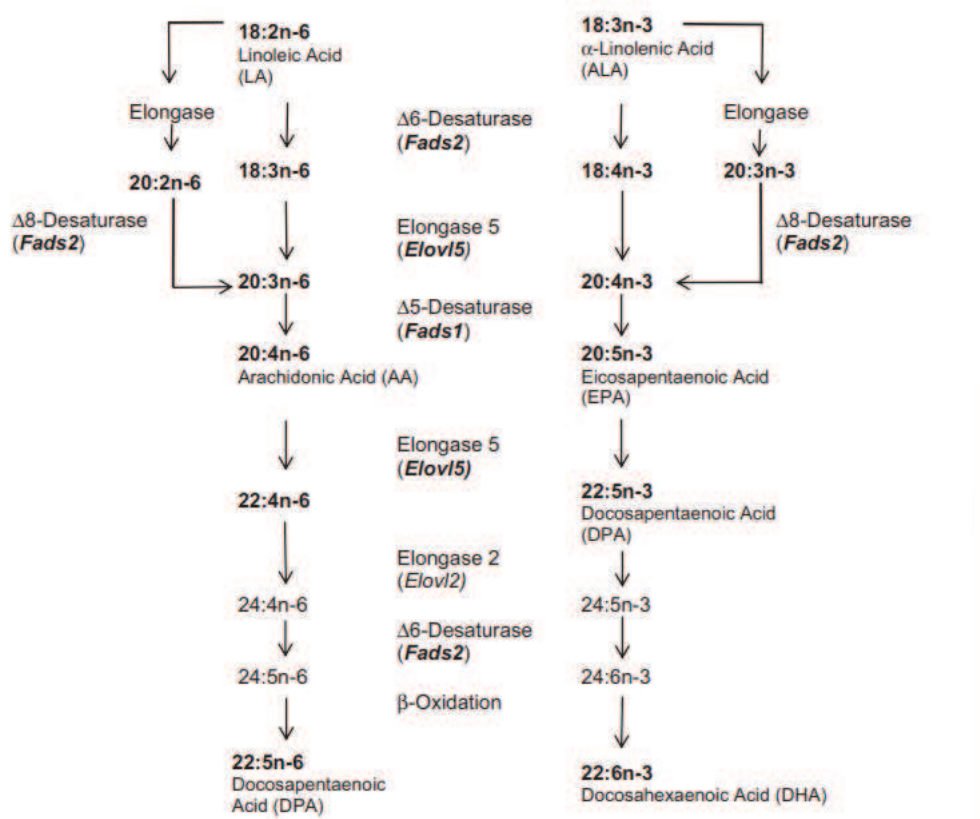 18:2n-6
Linoleic Acid
(LA)
18:3n-3
α-Linolenic Acid
(ALA)
Elongase
Δ6-Desaturase
(Fads2)
Elongase
20:2n-6
18:3n-6
18:4n-3
20:3n-3
Δ8-Desaturase
(Fads2)
Elongase 5
(Elovl5)
Δ8-Desaturase
(Fads2)
20:3n-6
20:4n-3
Δ5-Desaturase
(Fads1)
20:4n-6
Arachidonic Acid (AA)
20:5n-3
Eicosapentaenoic Acid
(EPA)
Elongase 5
(Elovl5)
22:4n-6
22:5n-3
Docosapentaenoic Acid
(DPA)
Elongase 2
(Elovl2)
24:4n-6
24:5n-3
Δ6-Desaturase
(Fads2)
24:5n-6
24:6n-3
β-Oxidation
22:5n-6
Docosapentaenoic
Acid (DPA)
22:6n-3
Docosahexaenoic Acid (DHA)